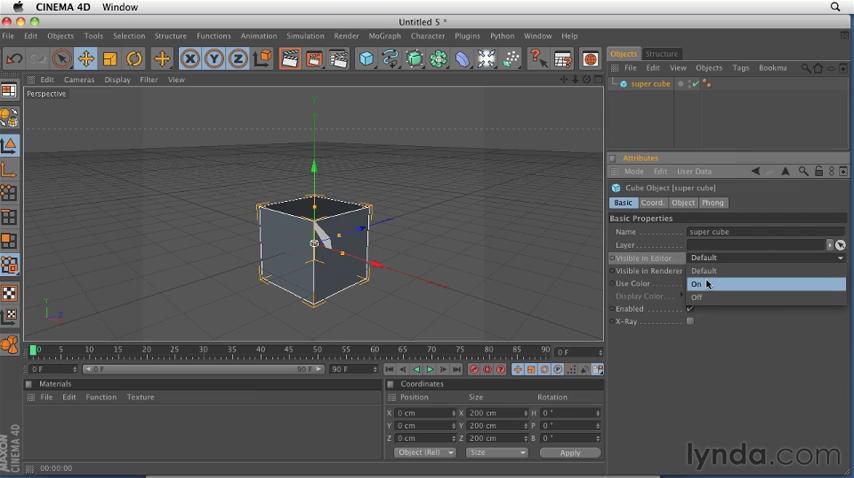 CINEMA 4D Window
Untitled 5 *
File Edit Objects Tools Selection Structure Functions Animation Simulation Render MoGraph Character Plugins Python Window Help
Objects Structure
File Edit View Objects Tags Bookma
super cube
Edit Cameras Display Filter View
Perspective
Y
X Y Z
Attributes
Mode Edit User Data
Cube Object [super cube]
Basic Coord. Object Phong
Basic Properties
Name super cube
Layer
Visible in Editor Default
Visible in Renderer Default
Use Color On
Display Color Off
Enabled
X-Ray
Y
X
Z
0 5 10 15 20 25 30 35 40 45 50 55 60 65 70 75 80 85 90 0 F
0 F 0 F 90 F 90 F
Materials
File Edit Function Texture
Coordinates
Position Size Rotation
X 0 cm X 200 cm H 0 °
Y 0 cm Y 200 cm P 0 °
Z 0 cm Z 200 cm B 0 °
Object (Rel) Size Apply
00:00:00
MAXON CINEMA 4D
lynda.com